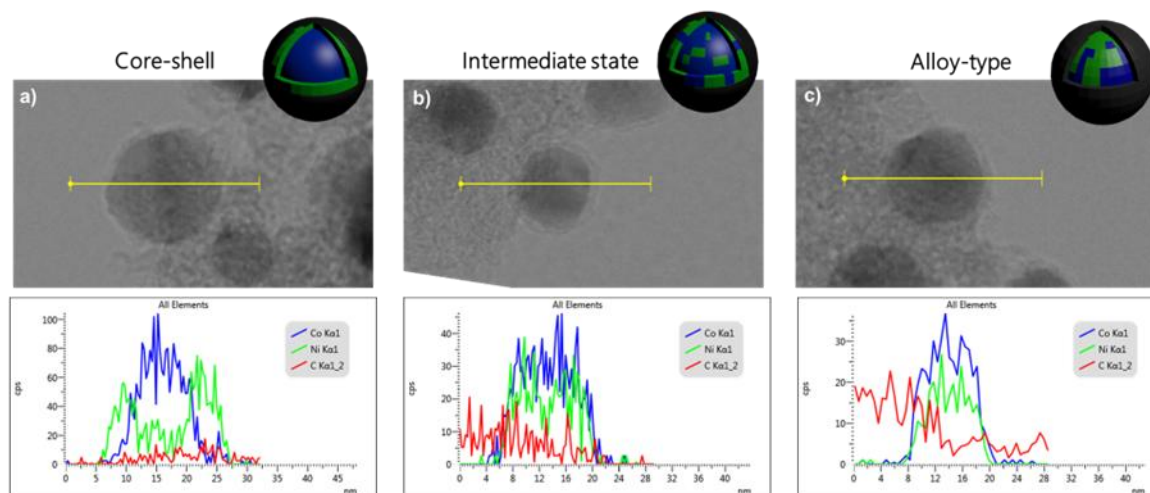 Core-shell
Intermediate state
Alloy-type
a)
b)
c)
All Elements
100
80
60
40
20
0
cps
Co Kα1
Ni Kα1
C Kα1_2
0 5 10 15 20 25 30 35 40 45
nm
All Elements
40
30
20
10
0
cps
Co Kα1
Ni Kα1
C Kα1_2
0 4 8 12 16 20 24 28 32 36 40
nm
All Elements
30
20
10
0
cps
Co Kα1
Ni Kα1
C Kα1_2
0 4 8 12 16 20 24 28 32 36 40
nm